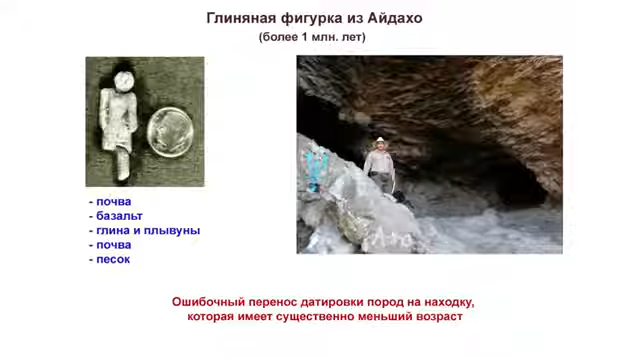 Глиняная фигурка из Айдахо
(более 1 млн. лет)
- почва
- базальт
- глина и плывуны
- почва
- песок
Ошибочный перенос датировки пород на находку,
которая имеет существенно меньший возраст